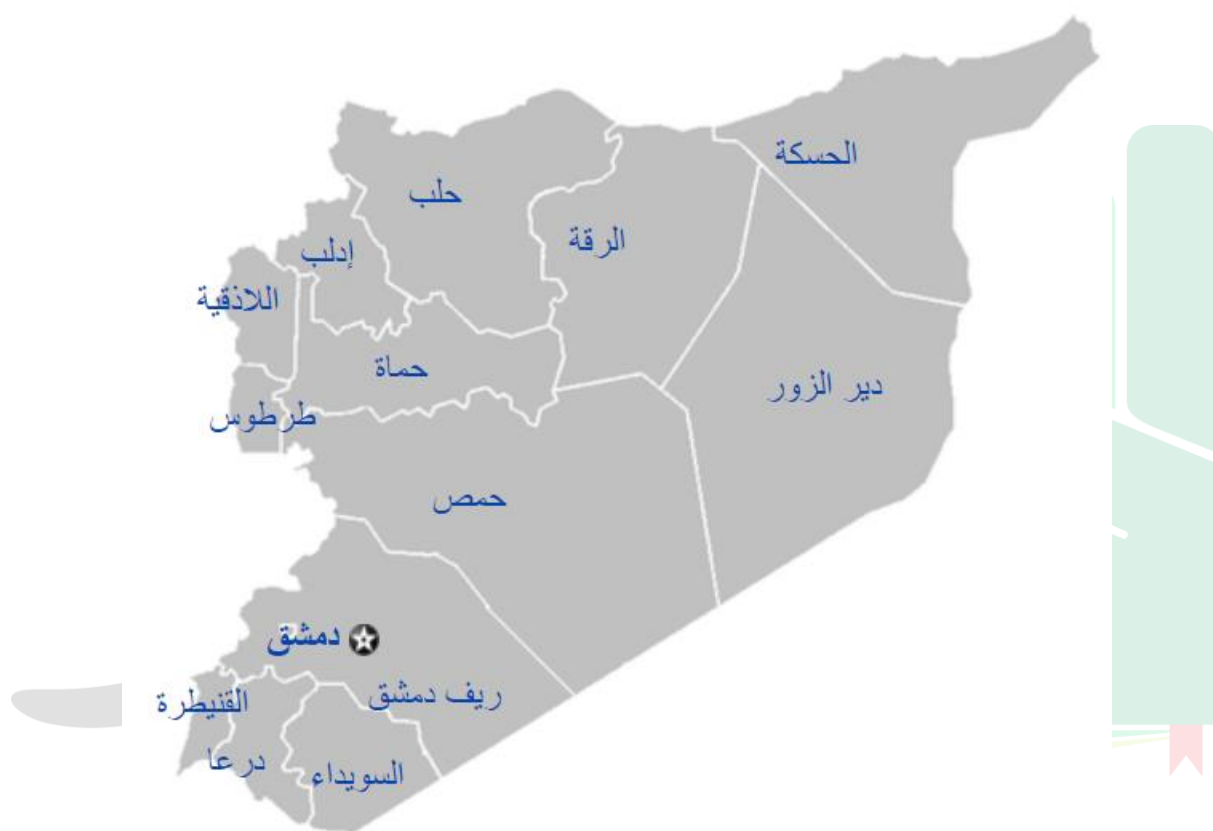 الحسكة
حلب
الرقة
إدلب
اللاذقية
حماة
دير الزور
طرطوس
حمص
دمشق
ريف دمشق
القنيطرة
درعا
السويداء